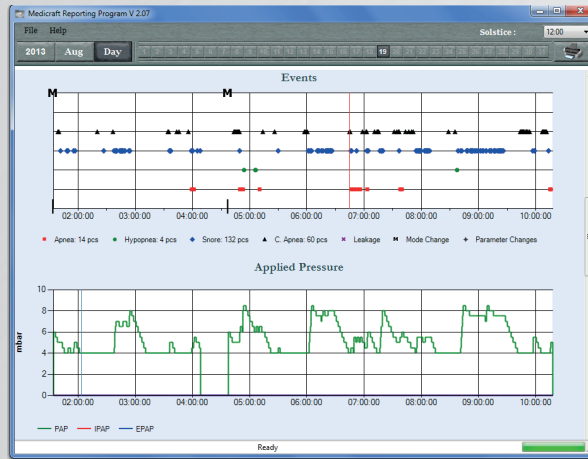 Medicraft Reporting Program V 2.07
File Help
Solstice : 12:00
2013 Aug Day 19
Events
M M
02:00:00 03:00:00 04:00:00 05:00:00 06:00:00 07:00:00 08:00:00 09:00:00 10:00:00
Apnea: 14 pcs Hypopnea: 4 pcs Snore: 132 pcs C. Apnea: 60 pcs Leakage M Mode Change Parameter Changes
Applied Pressure
10
8
6
4
2
0
mbar
02:00:00 03:00:00 04:00:00 05:00:00 06:00:00 07:00:00 08:00:00 09:00:00 10:00:00
PAP IPAP EPAP
Ready